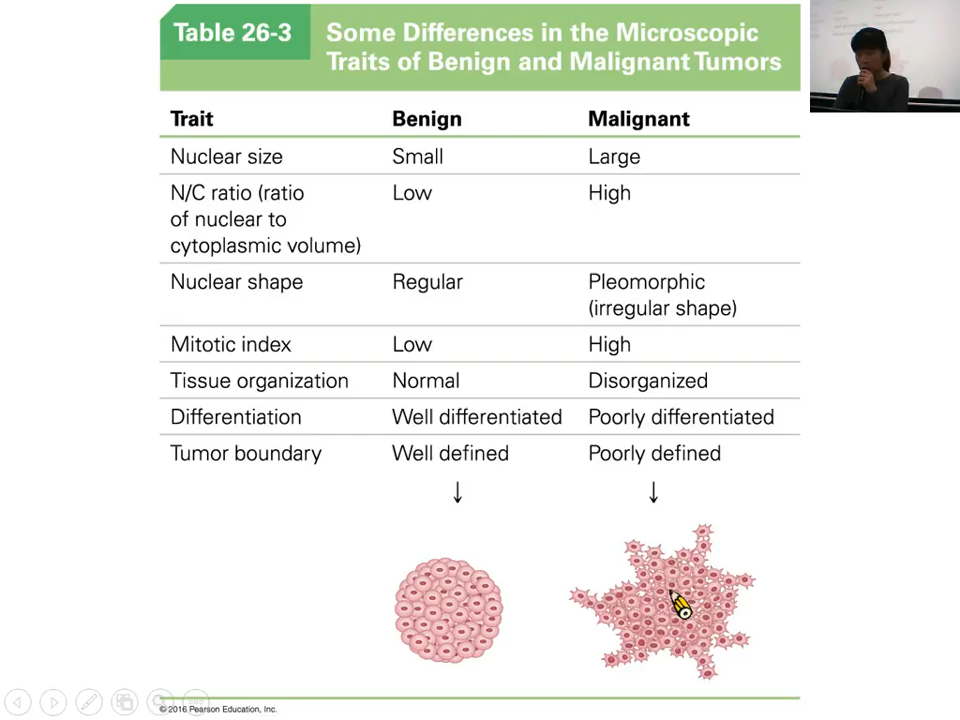 Table 26-3
Some Differences in the Microscopic
Traits of Benign and Malignant Tumors
Trait Benign Malignant
Nuclear size Small Large
N/C ratio (ratio Low High
of nuclear to
cytoplasmic volume)
Nuclear shape Regular Pleomorphic
(irregular shape)
Mitotic index Low High
Tissue organization Normal Disorganized
Differentiation Well differentiated Poorly differentiated
Tumor boundary Well defined Poorly defined
© 2016 Pearson Education, Inc.